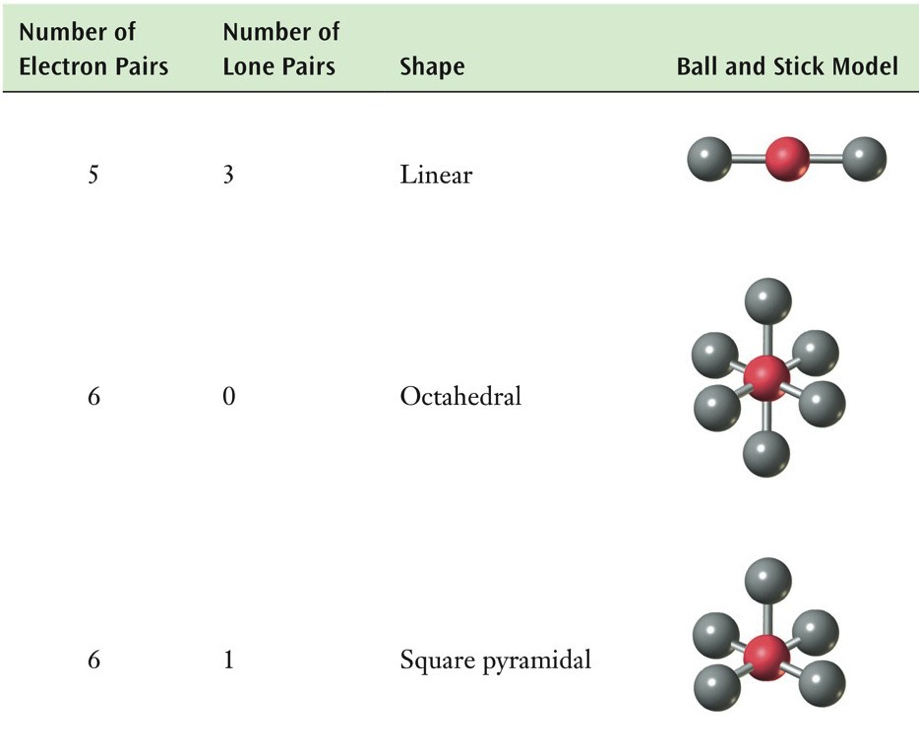 Number of Number of
Electron Pairs Lone Pairs Shape Ball and Stick Model
5 3 Linear
6 0 Octahedral
6 1 Square pyramidal